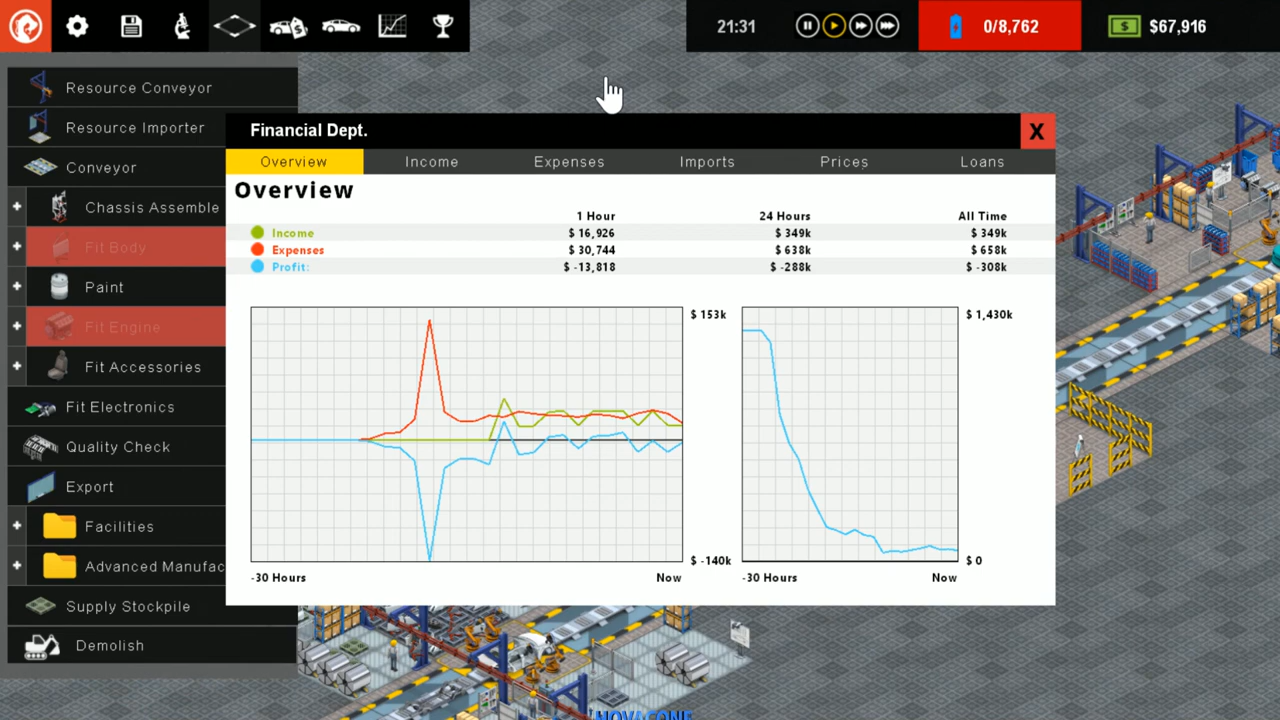 21:31
0/8,762
$67,916
Resource Conveyor
Resource Importer
Conveyor
Chassis Assemble
Fit Body
Paint
Fit Engine
Fit Accessories
Fit Electronics
Quality Check
Export
Facilities
Advanced Manufac
Supply Stockpile
Demolish
Financial Dept.
X
Overview Income Expenses Imports Prices Loans
Overview
1 Hour 24 Hours All Time
Income $ 16,926 $ 349k $ 349k
Expenses $ 30,744 $ 638k $ 658k
Profit: $ -13,818 $ -288k $ -308k
$ 153k
$ -140k
-30 Hours Now
$ 1,430k
$ 0
-30 Hours Now